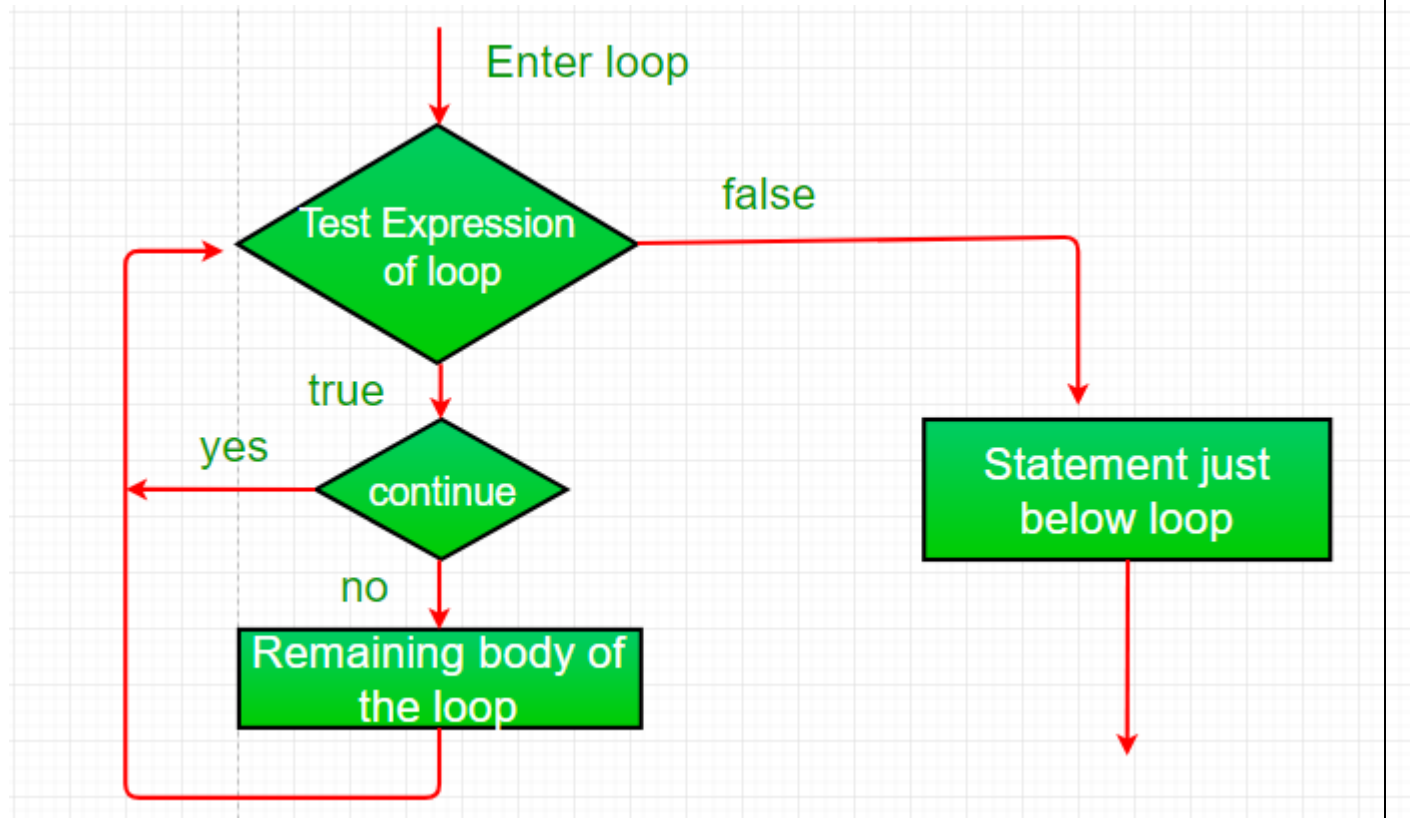 Enter loop
Test Expression
of loop
false
true
yes
continue
no
Remaining body of
the loop
Statement just
below loop